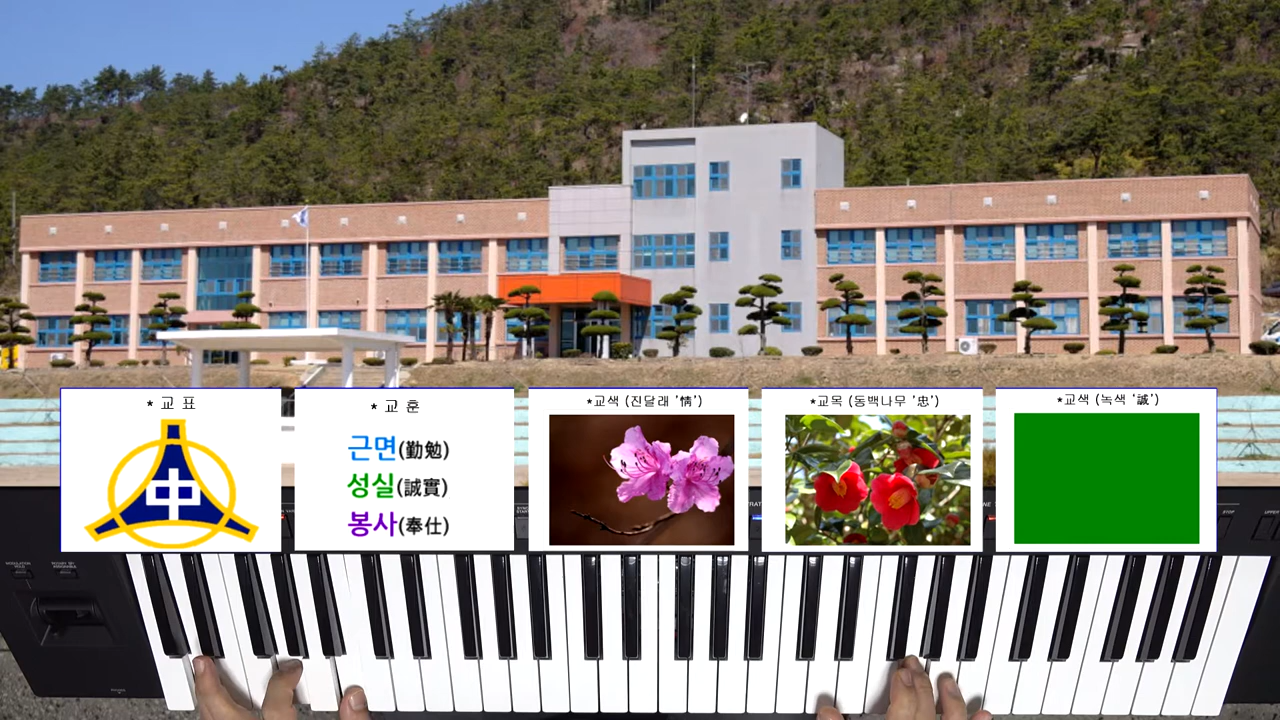 *교 표
中
*교 훈
근면(勤勉)
성실(誠實)
봉사(奉仕)
*교색 (진달래 '情')
*교목 (동백나무 '忠')
*교색 (녹색 '誠')